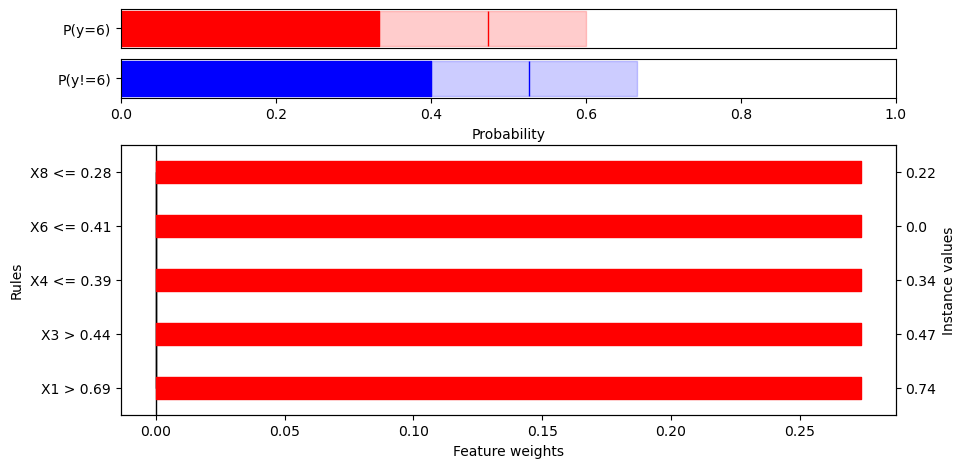 P(y=6)
P(y!=6)
0.0 0.2 0.4 0.6 0.8 1.0
Probability
X8 <= 0.28 0.22
X6 <= 0.41 0.0
X4 <= 0.39 0.34
X3 > 0.44 0.47
X1 > 0.69 0.74
Rules
Instance values
0.00 0.05 0.10 0.15 0.20 0.25
Feature weights